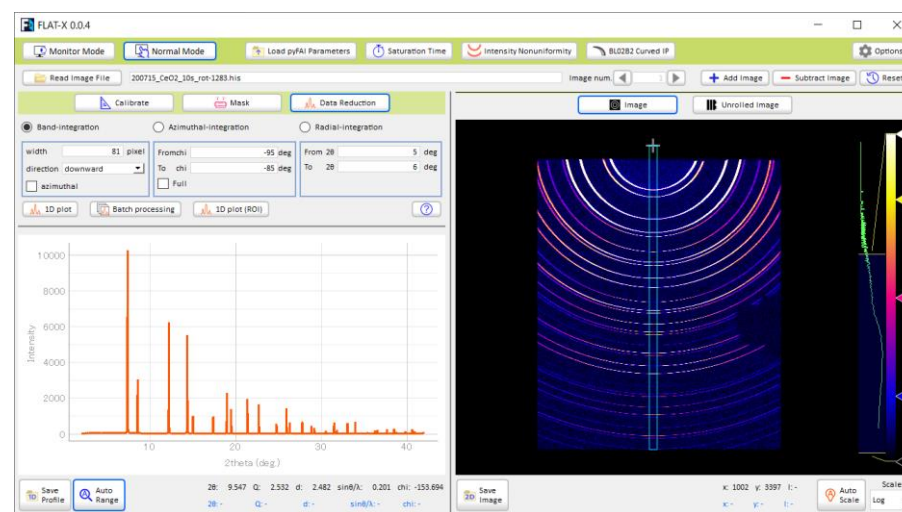 FLAT-X 0.0.4
Monitor Mode Normal Mode Load pyFAI Parameters Saturation Time Intensity Nonuniformity BL02B2 Curved IP Options
Read Image File 200715_CeO2_10s_rot-1283.his Image num. 1 Add Image Subtract Image Reset
Calibrate Mask Data Reduction Image Unrolled Image
Band-integration Azimuthal-integration Radial-integration
width 81 pixel Fromchi -95 deg From 2θ 5 deg
direction downward To chi -85 deg To 2θ 6 deg
azimuthal Full
1D plot Batch processing 1D plot (ROI)
10000
8000
6000
4000
2000
0
Intensity
10 20 30 40
2theta (deg.)
Save Profile Auto Range 2θ: 9.547 Q: 2.532 d: 2.482 sinθ/λ: 0.201 chi: -153.694
2θ: - Q: - d: - sinθ/λ: - chi: -
2D Save Image x: 1002 y: 3397 I: - Auto Scale Scale
x: - y: - I: - Log